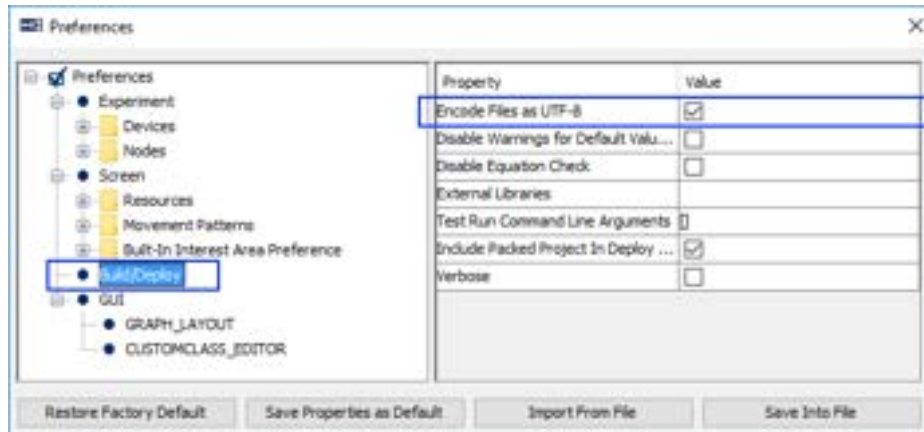 Preferences
Preferences
Experiment
Devices
Nodes
Screen
Resources
Movement Patterns
Built-In Interest Area Preference
Build/Deploy
GUI
GRAPH_LAYOUT
CUSTOMCLASS_EDITOR
Property Value
Encode Files as UTF-8
Disable Warnings for Default Valu...
Disable Equation Check
External Libraries
Test Run Command Line Arguments []
Include Packed Project In Deploy ...
Verbose
Restore Factory Default Save Properties as Default Import From File Save Into File